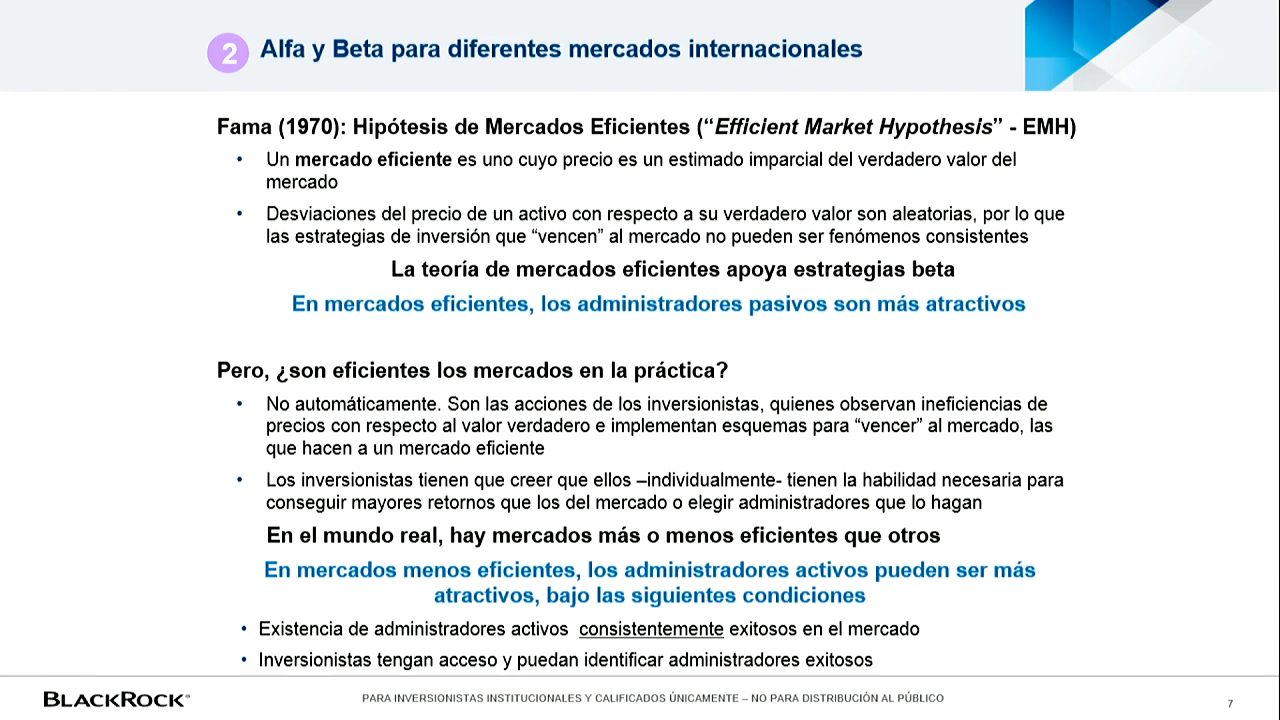 2 Alfa y Beta para diferentes mercados internacionales
Fama (1970): Hipótesis de Mercados Eficientes (“Efficient Market Hypothesis” - EMH)
• Un mercado eficiente es uno cuyo precio es un estimado imparcial del verdadero valor del
mercado
• Desviaciones del precio de un activo con respecto a su verdadero valor son aleatorias, por lo que
las estrategias de inversión que “vencen” al mercado no pueden ser fenómenos consistentes
La teoría de mercados eficientes apoya estrategias beta
En mercados eficientes, los administradores pasivos son más atractivos
Pero, ¿son eficientes los mercados en la práctica?
• No automáticamente. Son las acciones de los inversionistas, quienes observan ineficiencias de
precios con respecto al valor verdadero e implementan esquemas para “vencer” al mercado, las
que hacen a un mercado eficiente
• Los inversionistas tienen que creer que ellos –individualmente- tienen la habilidad necesaria para
conseguir mayores retornos que los del mercado o elegir administradores que lo hagan
En el mundo real, hay mercados más o menos eficientes que otros
En mercados menos eficientes, los administradores activos pueden ser más
atractivos, bajo las siguientes condiciones
• Existencia de administradores activos consistentemente exitosos en el mercado
• Inversionistas tengan acceso y puedan identificar administradores exitosos
BLACKROCK®
PARA INVERSIONISTAS INSTITUCIONALES Y CALIFICADOS ÚNICAMENTE – NO PARA DISTRIBUCIÓN AL PÚBLICO
7